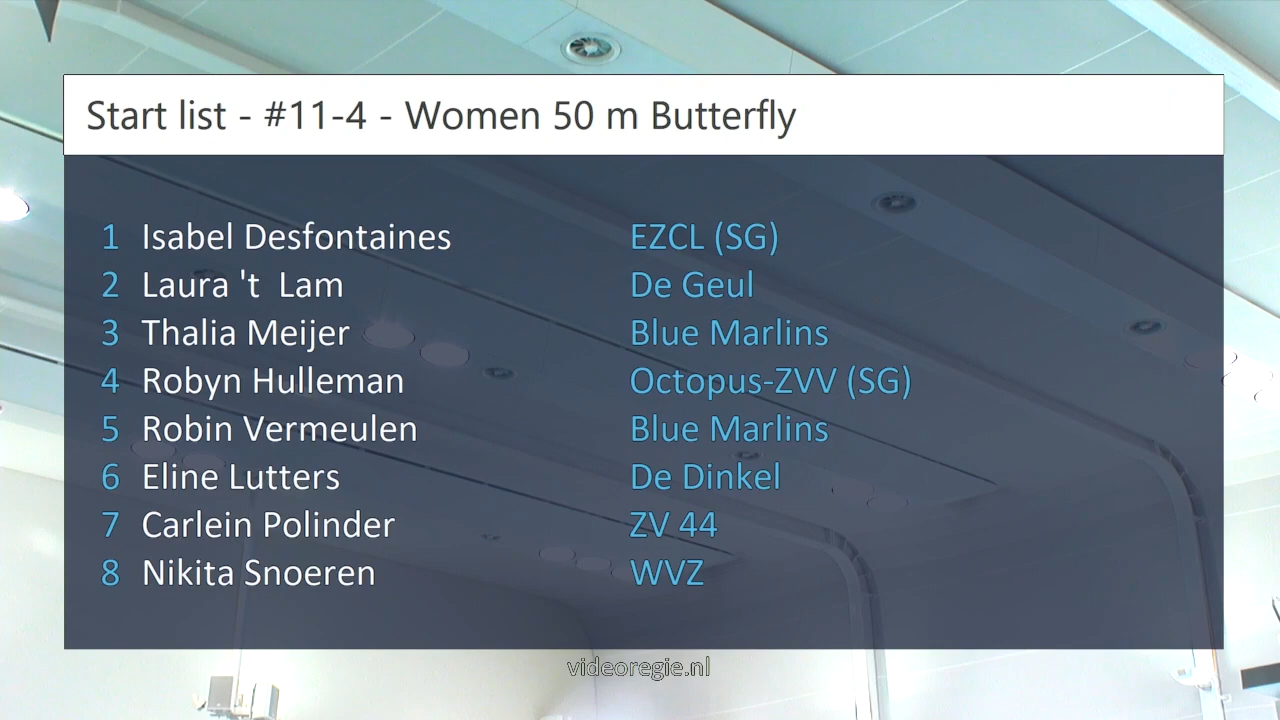 Start list - #11-4 - Women 50 m Butterfly
1 Isabel Desfontaines EZCL (SG)
2 Laura 't  Lam De Geul
3 Thalia Meijer Blue Marlins
4 Robyn Hulleman Octopus-ZVV (SG)
5 Robin Vermeulen Blue Marlins
6 Eline Lutters De Dinkel
7 Carlein Polinder ZV 44
8 Nikita Snoeren WVZ
videoregie.nl